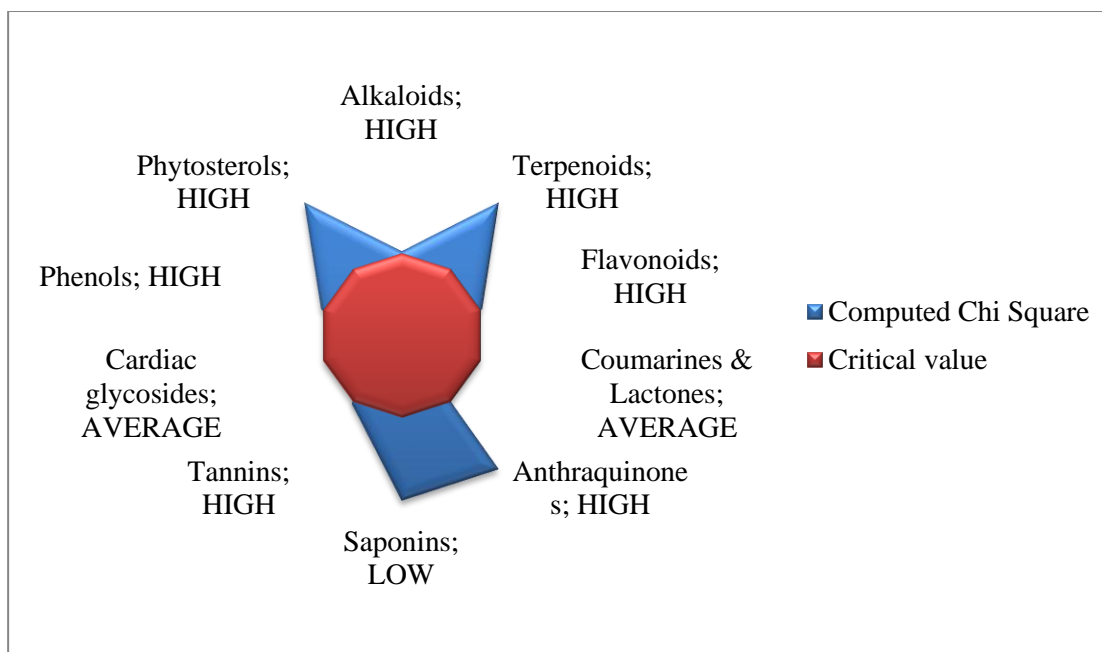 Alkaloids;
HIGH
Phytosterols;
HIGH
Terpenoids;
HIGH
Phenols; HIGH
Flavonoids;
HIGH
Computed Chi Square
Critical value
Cardiac
glycosides;
AVERAGE
Coumarines &
Lactones;
AVERAGE
Tannins;
HIGH
Anthraquinone
s; HIGH
Saponins;
LOW